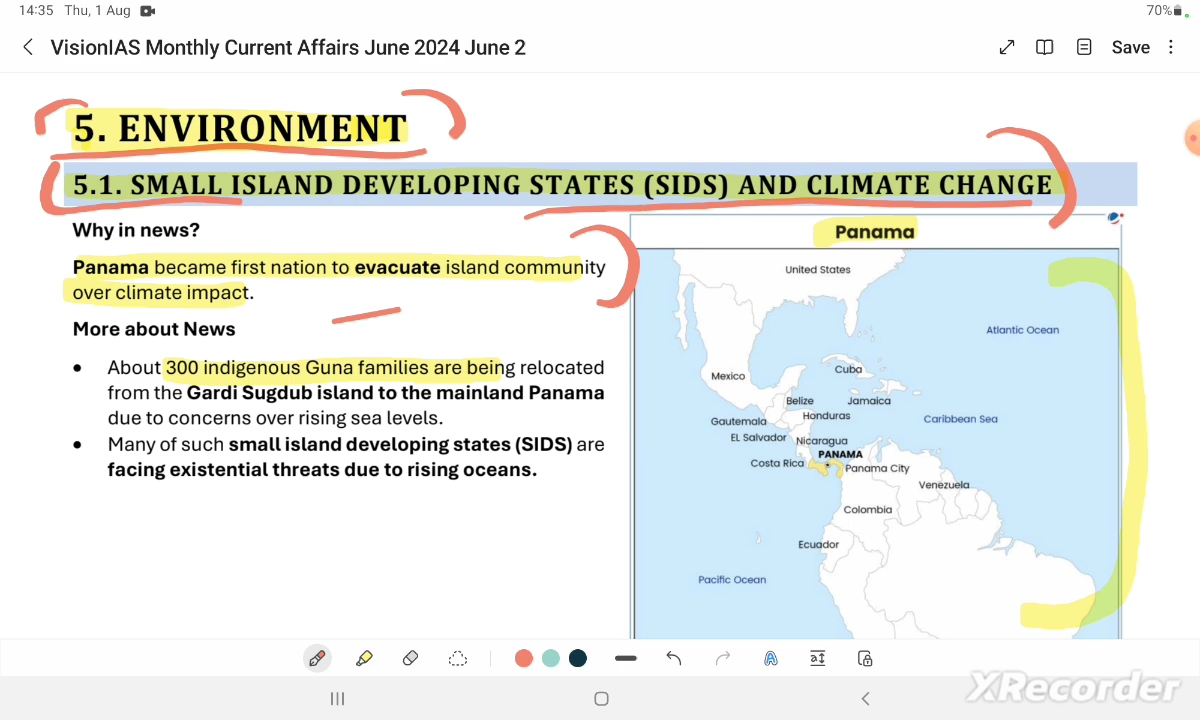 14:35 Thu, 1 Aug
70%
VisionIAS Monthly Current Affairs June 2024 June 2
Save
5. ENVIRONMENT
5.1. SMALL ISLAND DEVELOPING STATES (SIDS) AND CLIMATE CHANGE
Why in news?
Panama became first nation to evacuate island community
over climate impact.
More about News
• About 300 indigenous Guna families are being relocated
from the Gardi Sugdub island to the mainland Panama
due to concerns over rising sea levels.
• Many of such small island developing states (SIDS) are
facing existential threats due to rising oceans.
Panama
United States
Atlantic Ocean
Mexico
Cuba
Belize
Jamaica
Honduras
Gautemala
Caribbean Sea
EL Salvador
Nicaragua
PANAMA
Costa Rica
Panama City
Venezuela
Colombia
Ecuador
Pacific Ocean
XRecorder